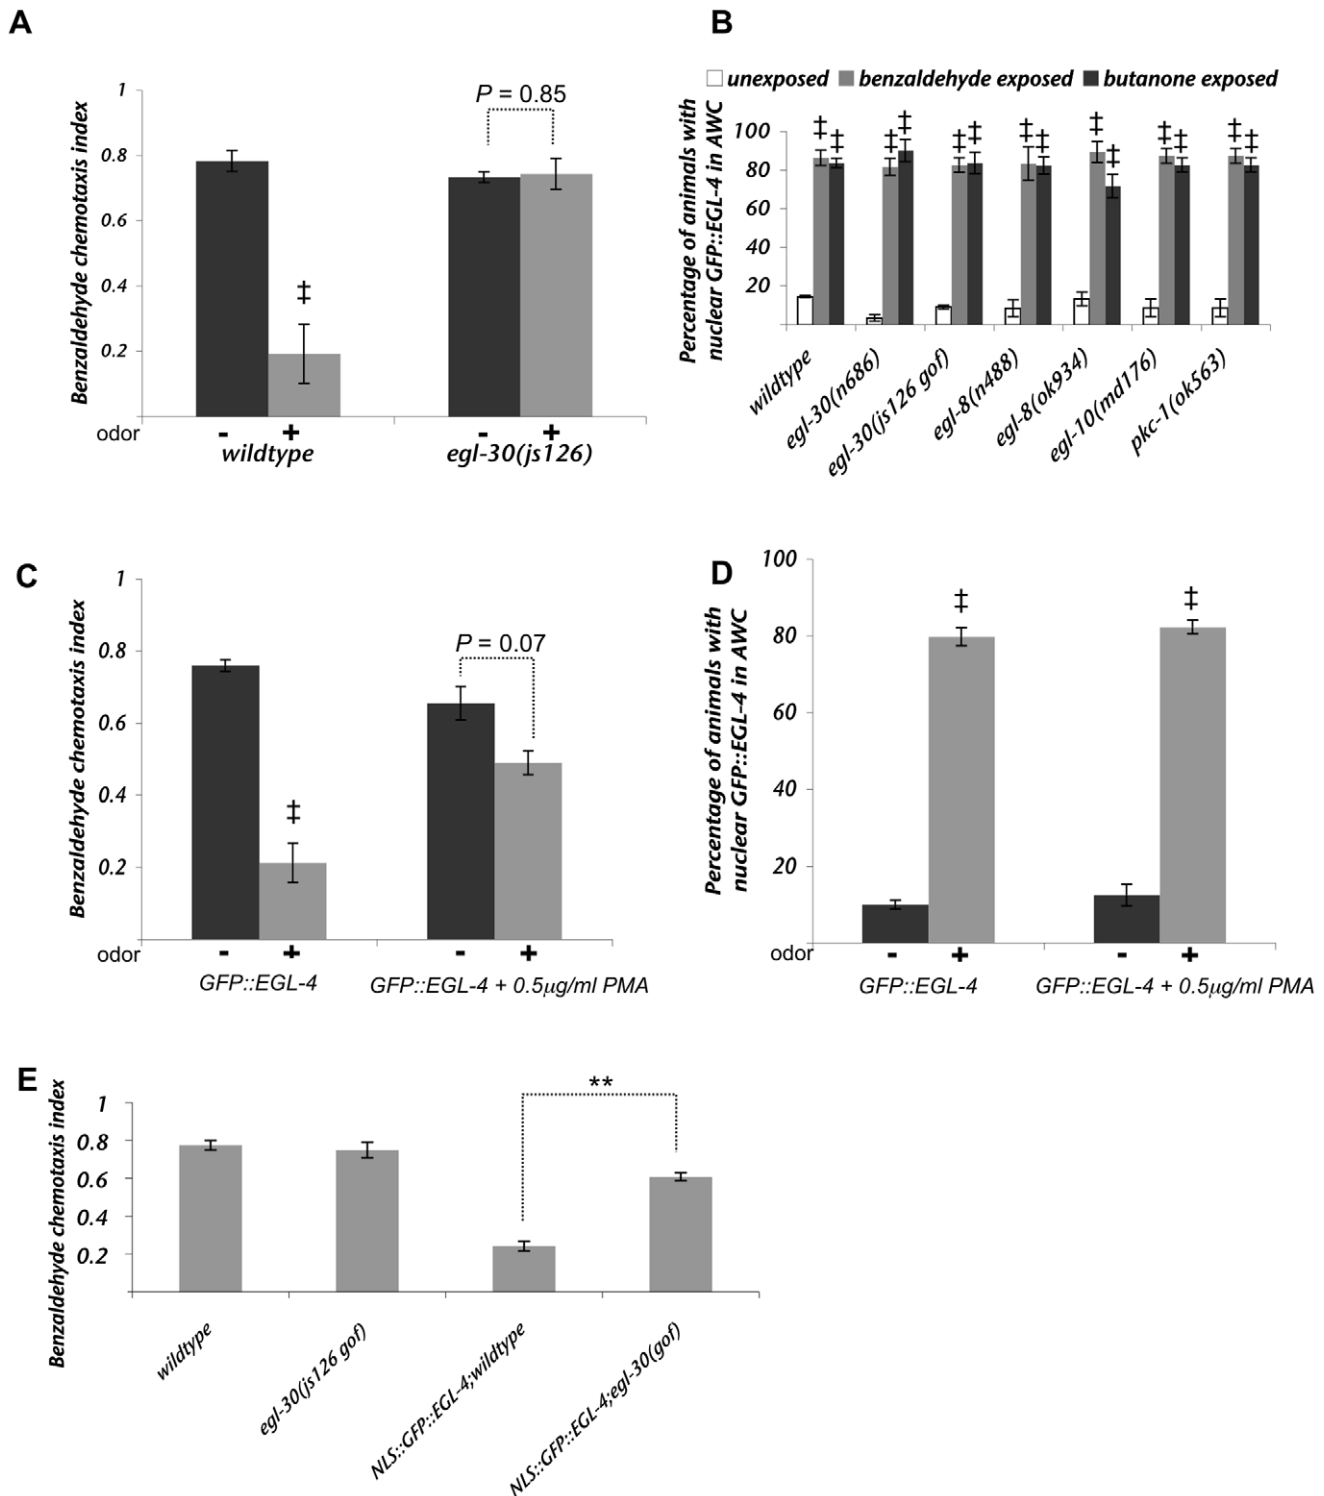 A
Benzaldehyde chemotaxis index
1
0.8
0.6
0.4
0.2
‡
P = 0.85
odor - + - +
wildtype egl-30(js126)
B
unexposed benzaldehyde exposed butanone exposed
Percentage of animals with
nuclear GFP::EGL-4 in AWC
100
80
60
40
20
‡ ‡ ‡ ‡ ‡ ‡ ‡ ‡ ‡ ‡ ‡ ‡ ‡ ‡
wildtype
egl-30(n686)
egl-30(js126 gof)
egl-8(n488)
egl-8(ok934)
egl-10(md176)
pkc-1(ok563)
C
Benzaldehyde chemotaxis index
1
0.8
0.6
0.4
0.2
‡
P = 0.07
odor - + - +
GFP::EGL-4 GFP::EGL-4 + 0.5µg/ml PMA
D
Percentage of animals with
nuclear GFP::EGL-4 in AWC
100
80
60
40
20
‡ ‡
odor - + - +
GFP::EGL-4 GFP::EGL-4 + 0.5µg/ml PMA
E
Benzaldehyde chemotaxis index
1
0.8
0.6
0.4
0.2
**
wildtype
egl-30(js126 gof)
NLS::GFP::EGL-4;wildtype
NLS::GFP::EGL-4;egl-30(gof)